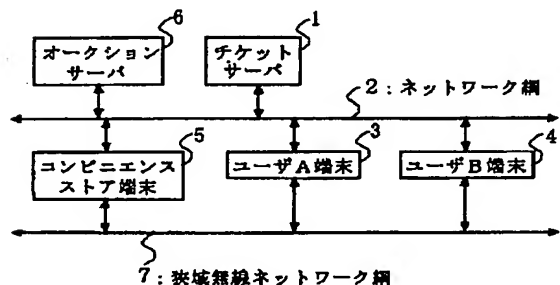 6
オークション
サーバ
1
チケット
サーバ
2:ネットワーク網
5
コンビニエンス
ストア端末
3
ユーザA端末
4
ユーザB端末
7:狭域無線ネットワーク網